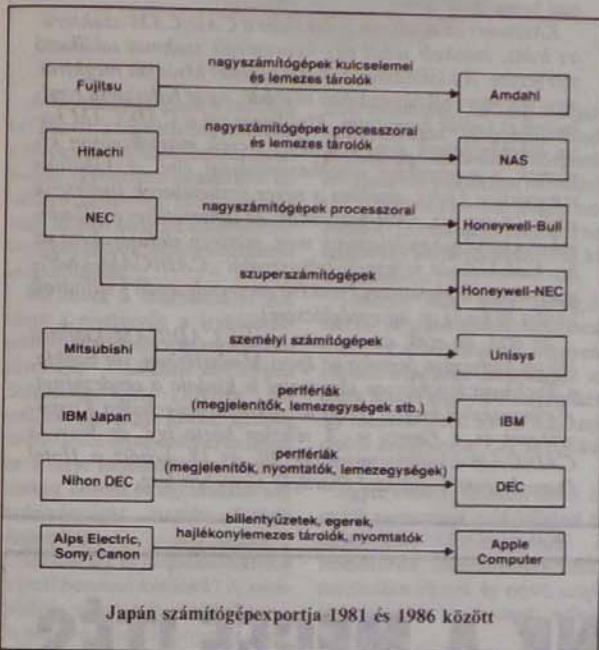 nagyszámítógépek kulcselemei
és lemezes tárolók
Fujitsu
Amdahl
nagyszámítógépek processzorai
és lemezes tárolók
Hitachi
NAS
NEC
nagyszámítógépek processzorai
Honeywell-Bull
szuperszámítógépek
Honeywell-NEC
Mitsubishi
személyi számítógépek
Unisys
perifériák
(megjelenítők, lemezegységek stb.)
IBM Japan
IBM
perifériák
(megjelenítők, nyomtatók, lemezegységek)
Nihon DEC
DEC
billentyűzetek, egerek,
hajlékonylemezes tárolók, nyomtatók
Alps Electric,
Sony, Canon
Apple
Computer
Japán számítógépexportja 1981 és 1986 között